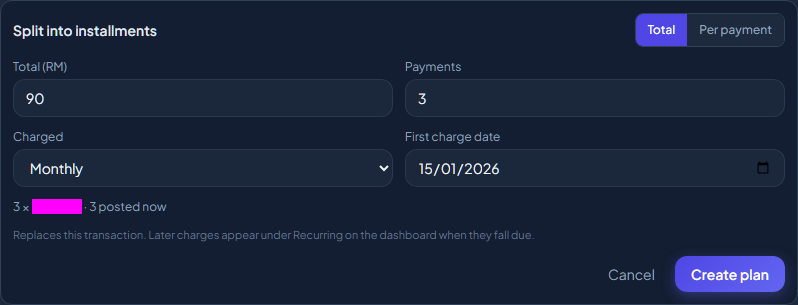 Split into installments
Total
Per payment
Total (RM)
Payments
90
3
Charged
First charge date
Monthly
15/01/2026
3 × · 3 posted now
Replaces this transaction. Later charges appear under Recurring on the dashboard when they fall due.
Cancel
Create plan